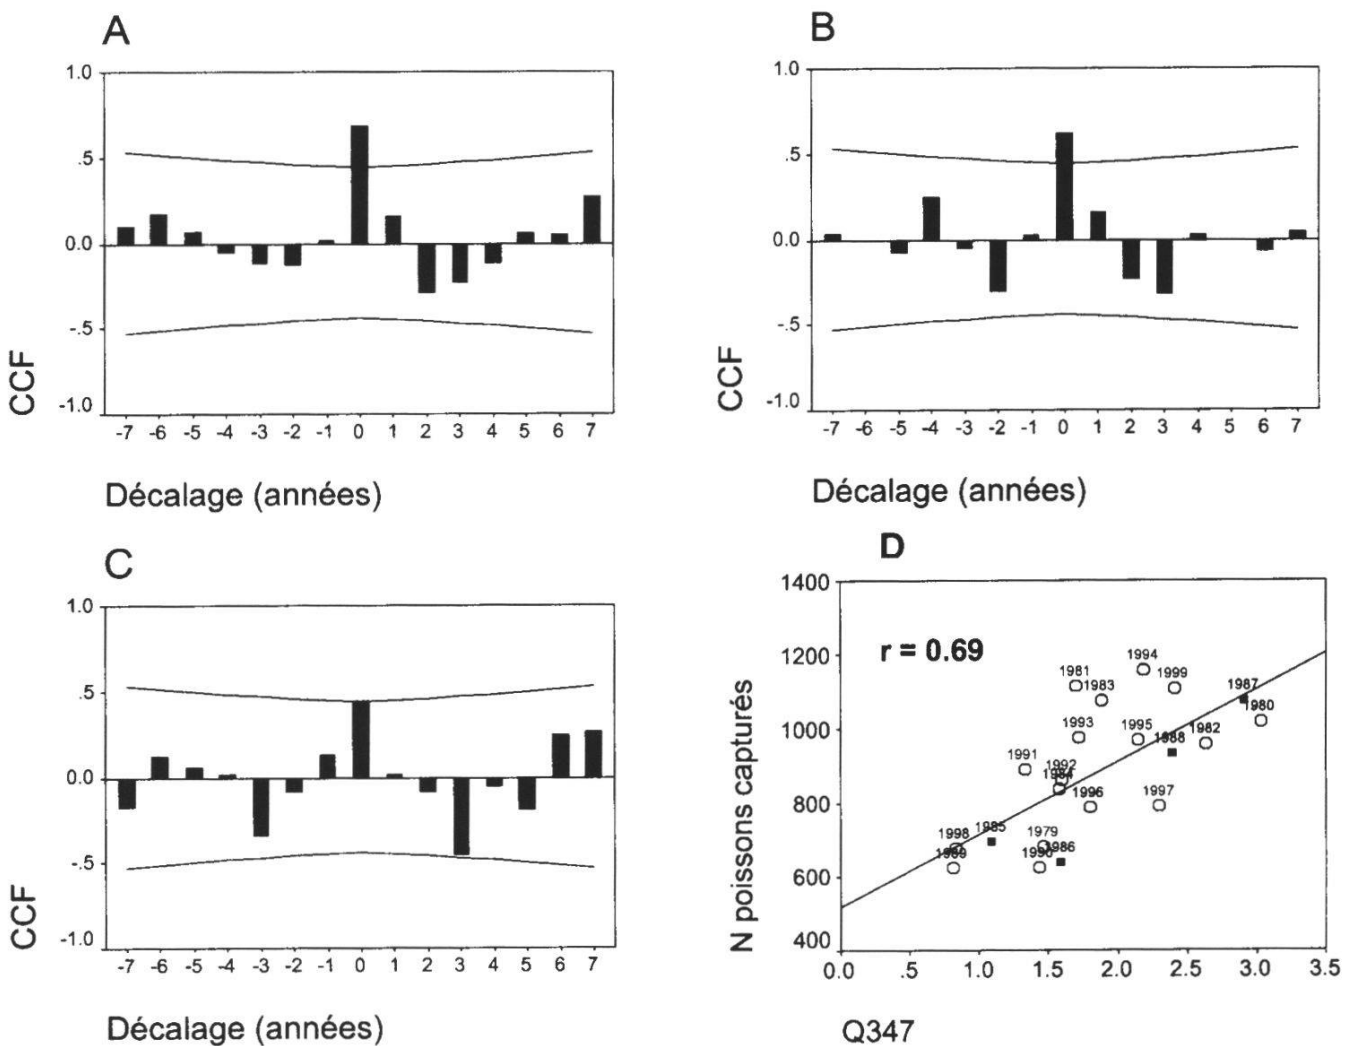 A
1.0
.5
0.0
-.5
-1.0
CCF
-7 -6 -5 -4 -3 -2 -1 0 1 2 3 4 5 6 7
Décalage (années)
B
1.0
.5
0.0
-.5
-1.0
CCF
-7 -5 -4 -3 -2 -1 0 1 2 3 4 6 7
Décalage (années)
C
1.0
.5
0.0
-.5
-1.0
CCF
-7 -6 -5 -4 -3 -2 -1 0 1 2 3 4 5 6 7
Décalage (années)
D
1400
1200
1000
800
600
400
N poissons capturés
r = 0.69
1994
1981
1999
1983
1987
1980
1993
1995
1982
1988
1991
1992
1984
1996
1997
1998
1985
1979
1986
1989
1990
0.0 .5 1.0 1.5 2.0 2.5 3.0 3.5
Q347